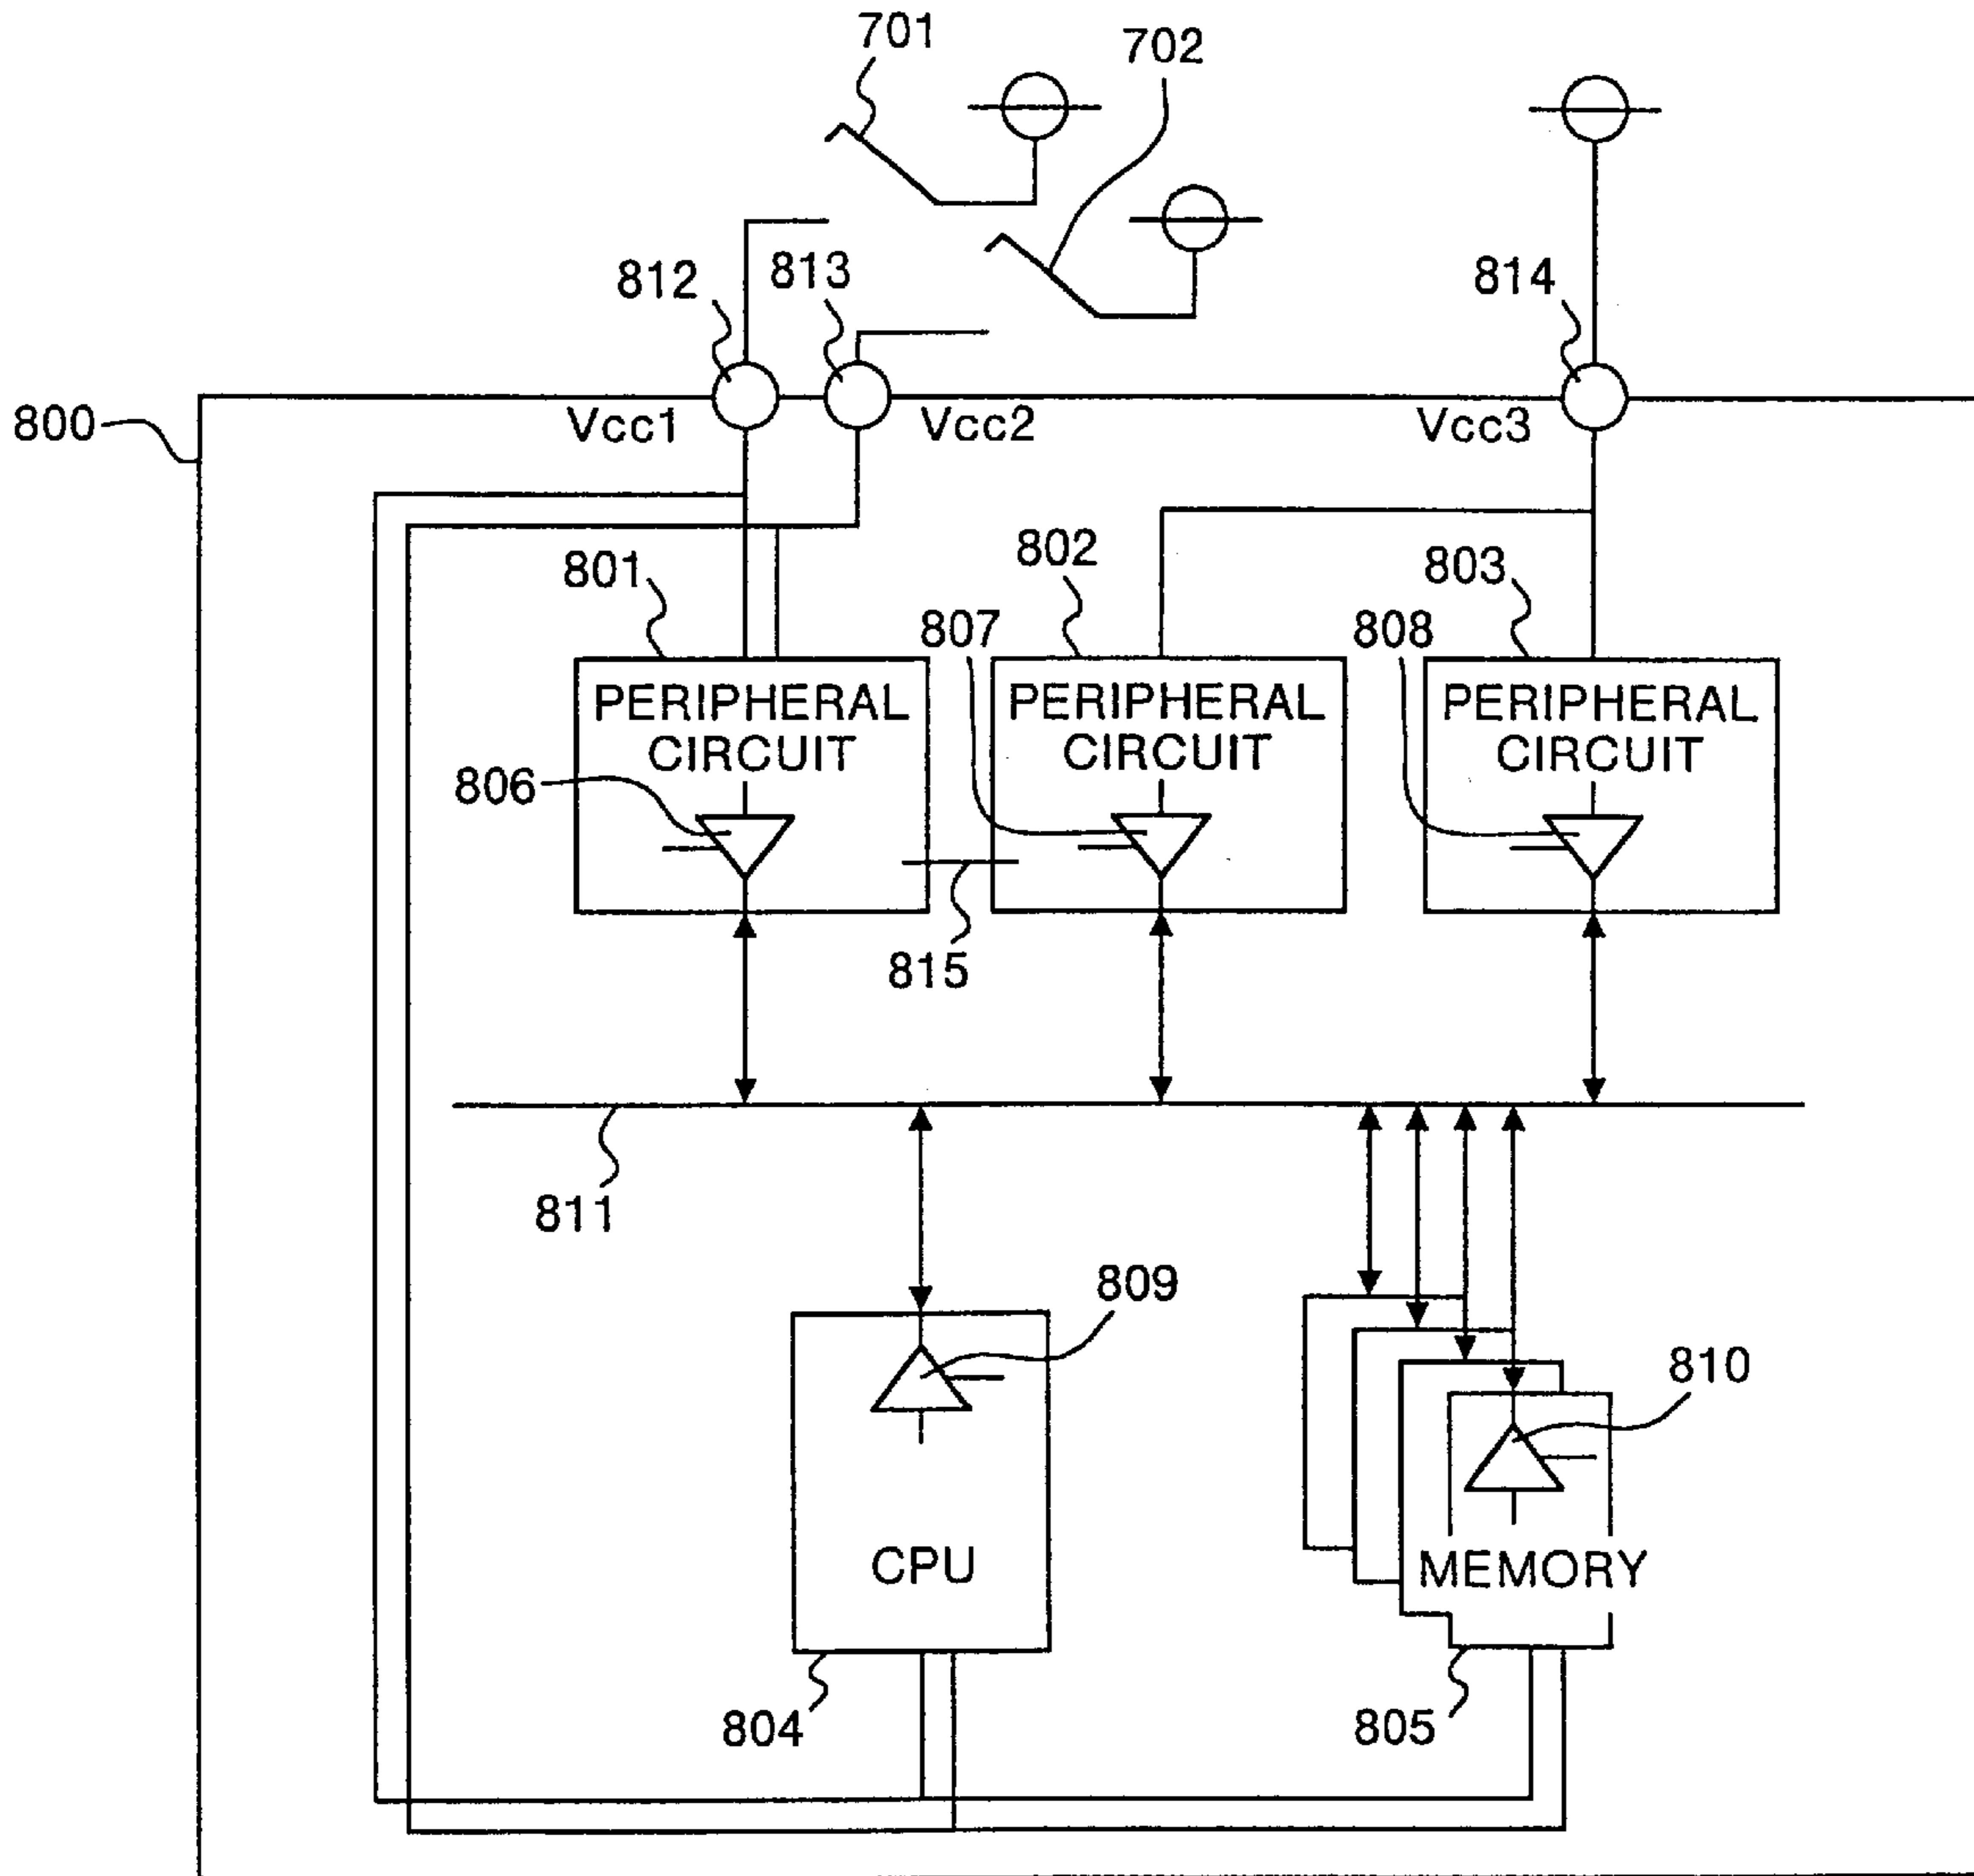 701
702
812
813
814
800
Vcc1
Vcc2
Vcc3
801
802
803
807
808
PERIPHERAL
CIRCUIT
PERIPHERAL
CIRCUIT
PERIPHERAL
CIRCUIT
806
815
811
809
810
CPU
MEMORY
804
805